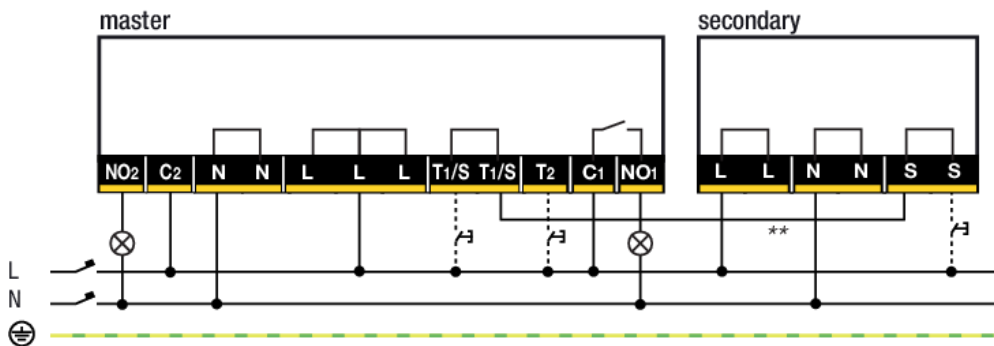 master secondary
NO2 C2 N N L L L T1/S T1/S T2 C1 NO1 L L N N S S
**
L
N